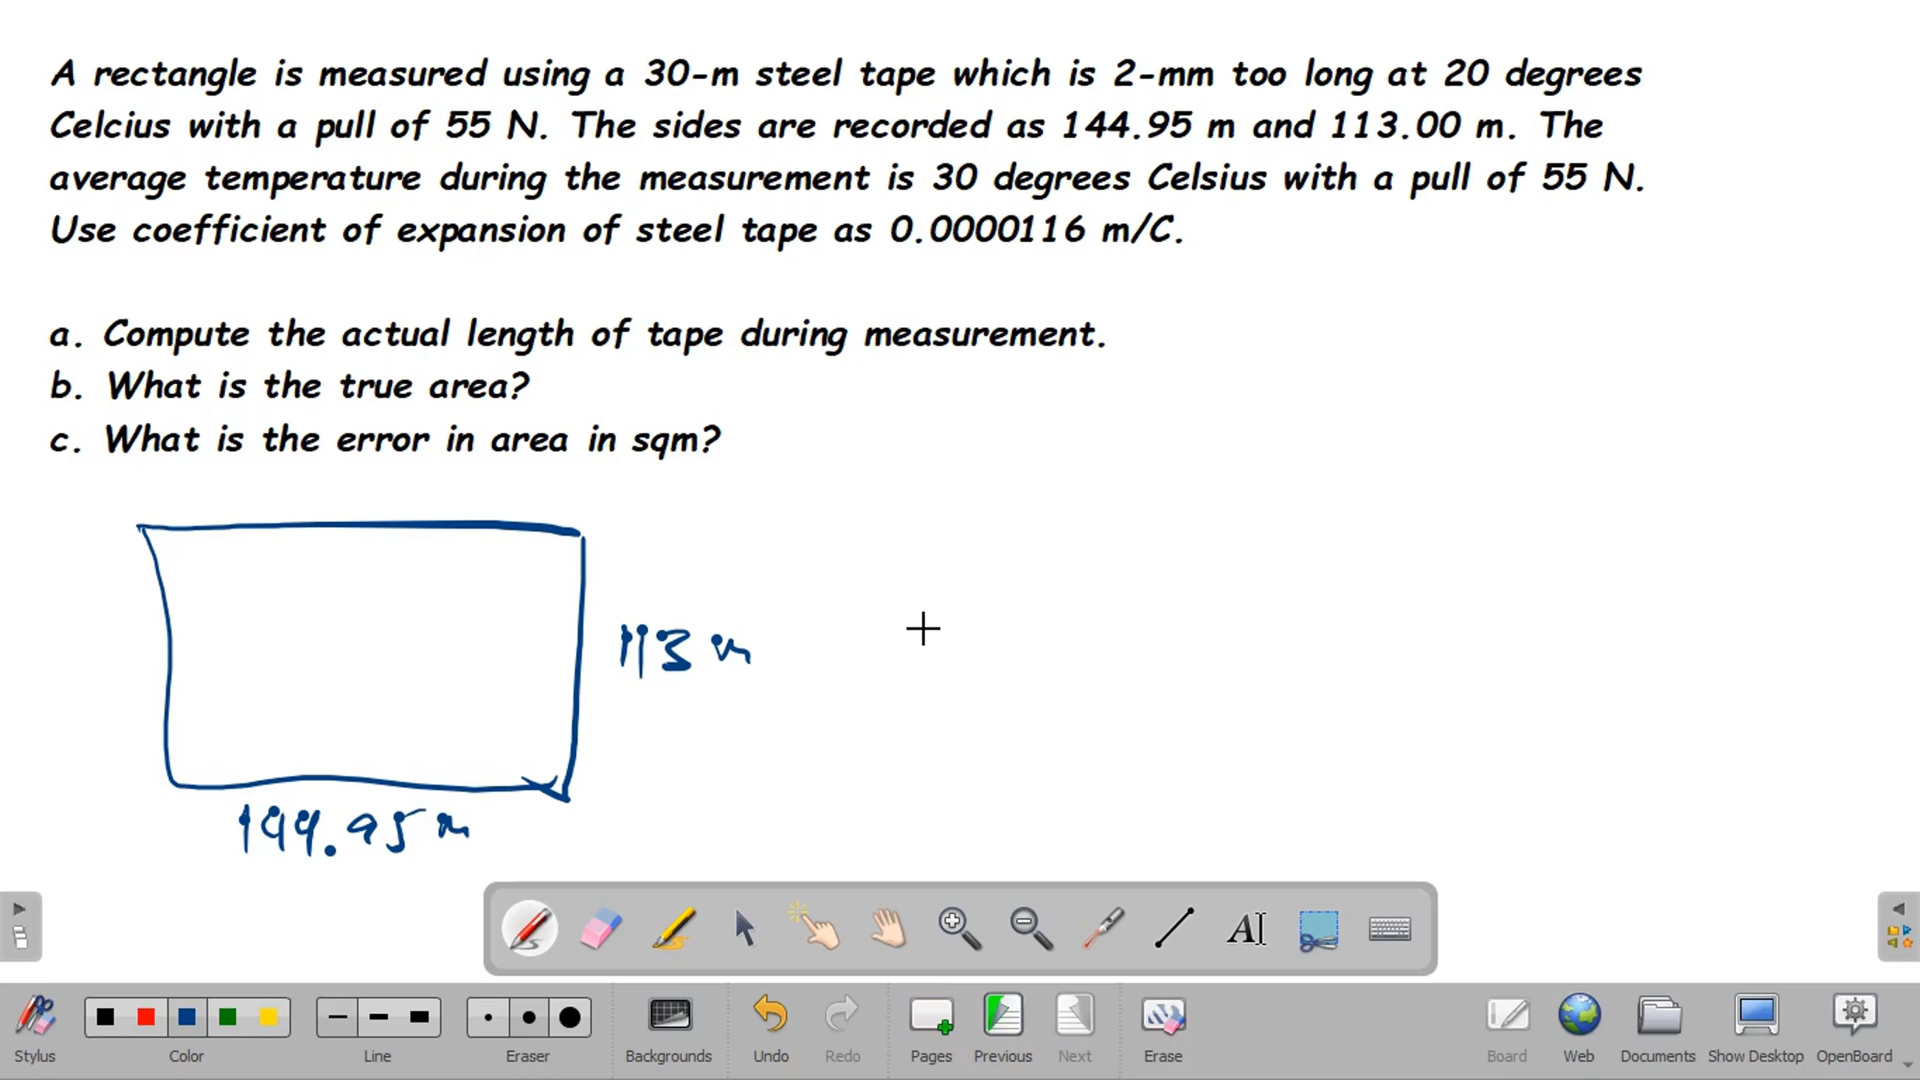 A rectangle is measured using a 30-m steel tape which is 2-mm too long at 20 degrees
Celcius with a pull of 55 N. The sides are recorded as 144.95 m and 113.00 m. The
average temperature during the measurement is 30 degrees Celsius with a pull of 55 N.
Use coefficient of expansion of steel tape as 0.0000116 m/C.
a. Compute the actual length of tape during measurement.
b. What is the true area?
c. What is the error in area in sqm?
113 m
144.95 m
Stylus
Color
Line
Eraser
Backgrounds
Undo
Redo
Pages
Previous
Next
Erase
Board
Web
Documents
Show Desktop
OpenBoard